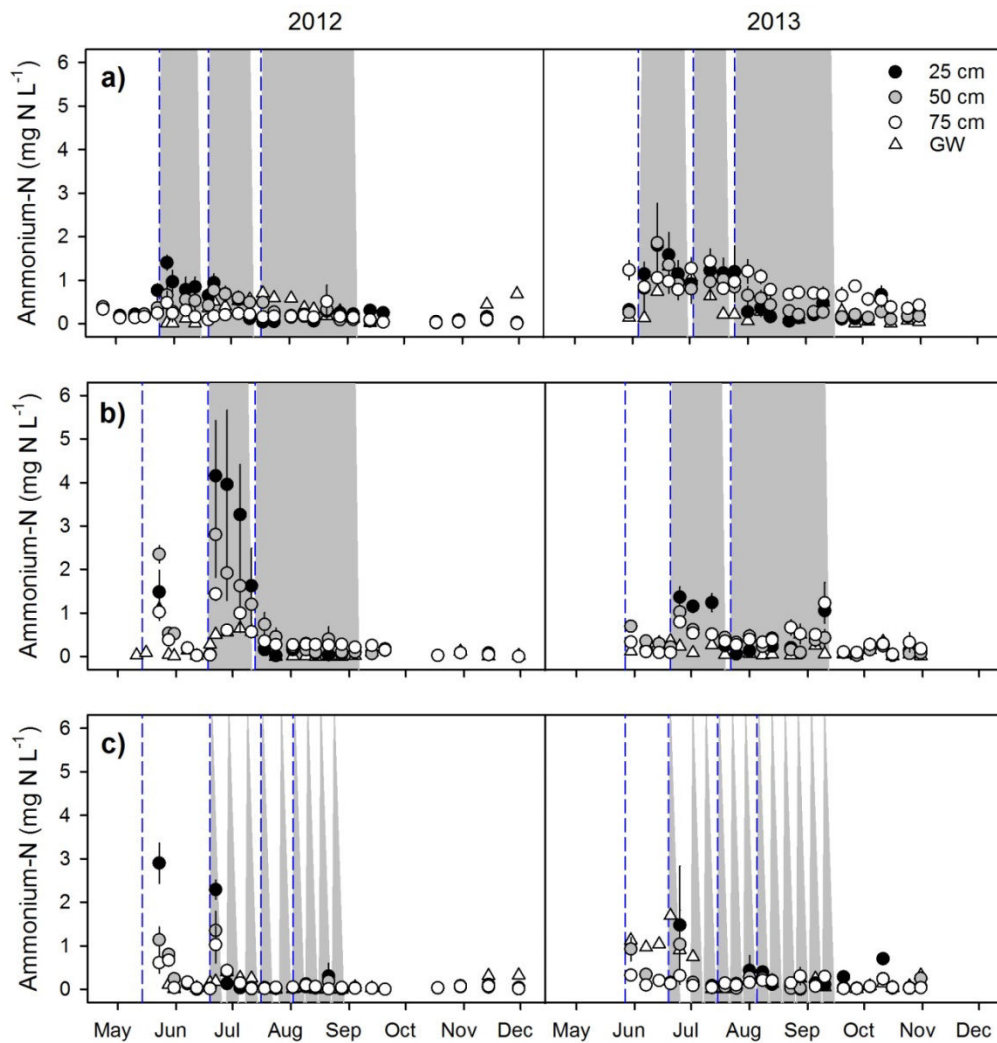 2012 2013
a)
6
5
4
3
2
1
0
Ammonium-N (mg N L⁻¹)
25 cm
50 cm
75 cm
GW
b)
6
5
4
3
2
1
0
Ammonium-N (mg N L⁻¹)
c)
6
5
4
3
2
1
0
Ammonium-N (mg N L⁻¹)
May Jun Jul Aug Sep Oct Nov Dec May Jun Jul Aug Sep Oct Nov Dec